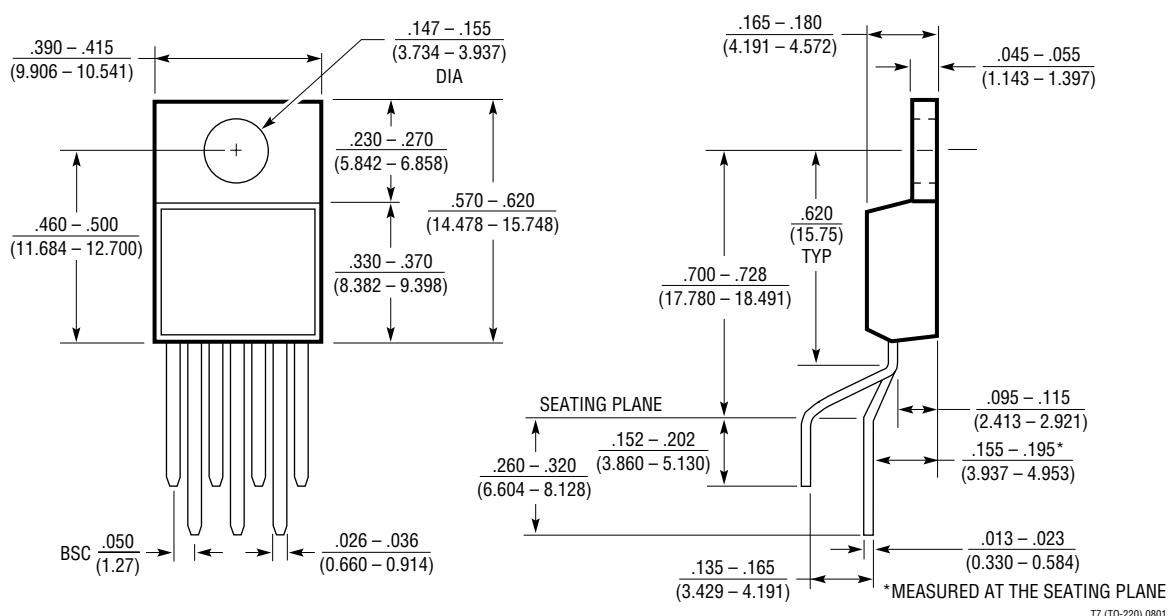 .390 – .415
(9.906 – 10.541)
.147 – .155
(3.734 – 3.937)
DIA
.230 – .270
(5.842 – 6.858)
.460 – .500
(11.684 – 12.700)
.570 – .620
(14.478 – 15.748)
.330 – .370
(8.382 – 9.398)
BSC
.050
(1.27)
.026 – .036
(0.660 – 0.914)
.165 – .180
(4.191 – 4.572)
.045 – .055
(1.143 – 1.397)
.620
(15.75)
TYP
.700 – .728
(17.780 – 18.491)
SEATING PLANE
.152 – .202
(3.860 – 5.130)
.260 – .320
(6.604 – 8.128)
.095 – .115
(2.413 – 2.921)
.155 – .195*
(3.937 – 4.953)
.013 – .023
(0.330 – 0.584)
.135 – .165
(3.429 – 4.191)
*MEASURED AT THE SEATING PLANE
T7 (TO-220) 0801